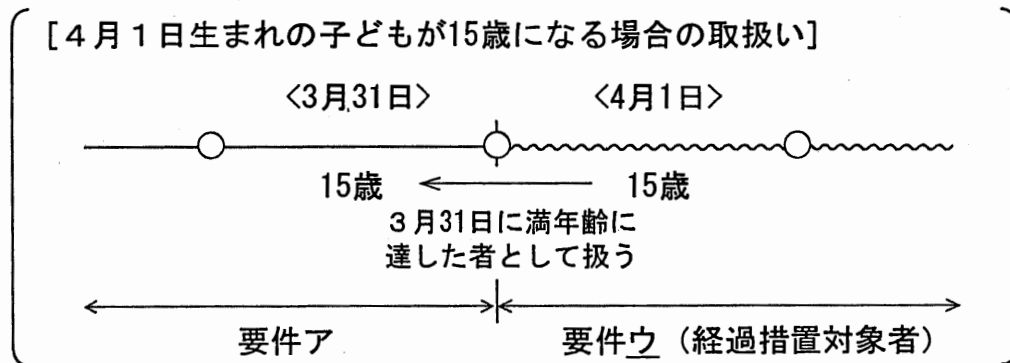 [４月１日生まれの子どもが15歳になる場合の取扱い]
<3月31日> <4月1日>
15歳 ← 15歳
３月31日に満年齢に
達した者として扱う
要件ア 要件ウ（経過措置対象者）